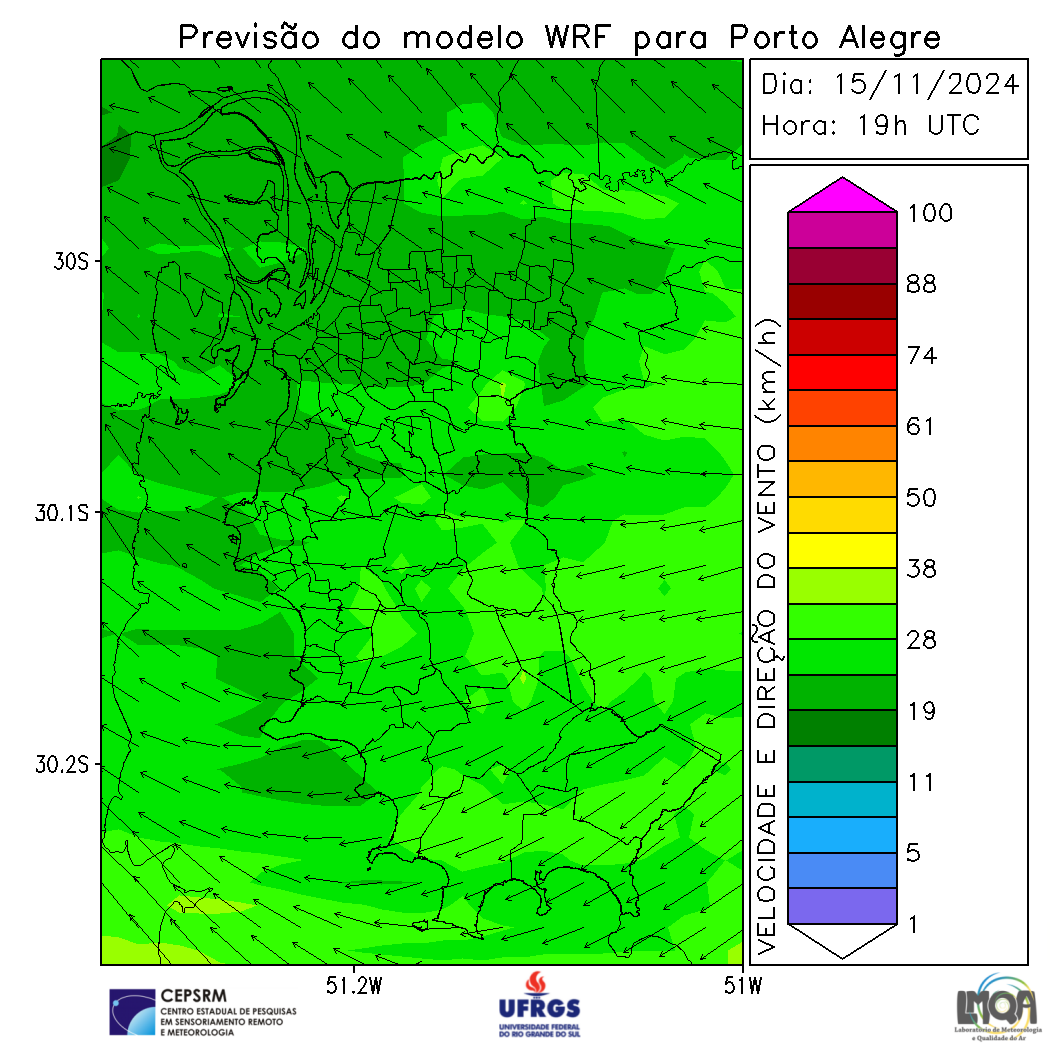 Previsão do modelo WRF para Porto Alegre
Dia: 15/11/2024
Hora: 19h UTC
100
88
74
61
50
38
28
19
11
5
1
VELOCIDADE E DIREÇÃO DO VENTO (km/h)
30S
30.1S
30.2S
51.2W
51W
CEPSRM
CENTRO ESTADUAL DE PESQUISAS
EM SENSORIAMENTO REMOTO
E METEOROLOGIA
UFRGS
UNIVERSIDADE FEDERAL
DO RIO GRANDE DO SUL
LMQA
Laboratório de Meteorologia
e Qualidade do Ar